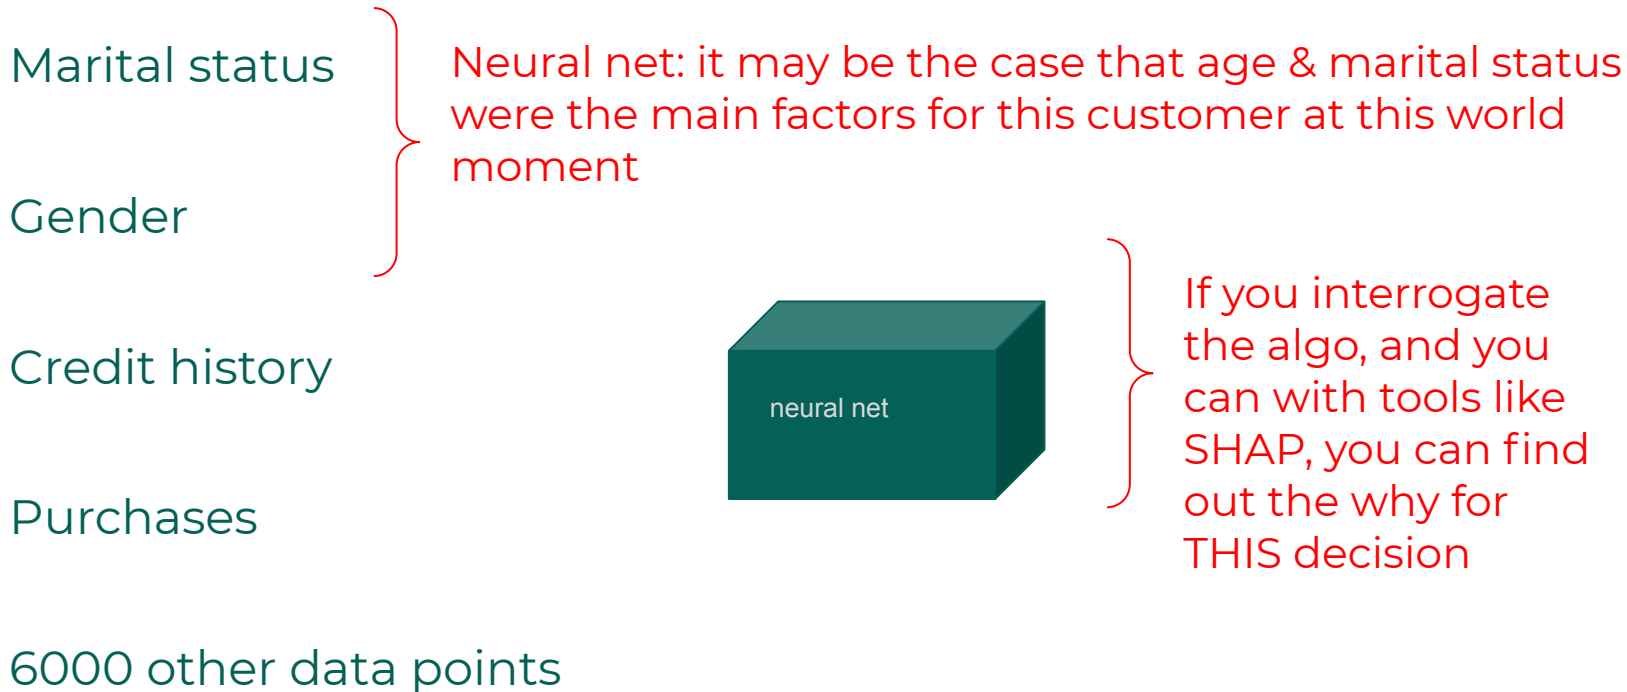 Marital status
Neural net: it may be the case that age & marital status
were the main factors for this customer at this world
moment
Gender
Credit history
neural net
If you interrogate
the algo, and you
can with tools like
SHAP, you can find
out the why for
THIS decision
Purchases
6000 other data points